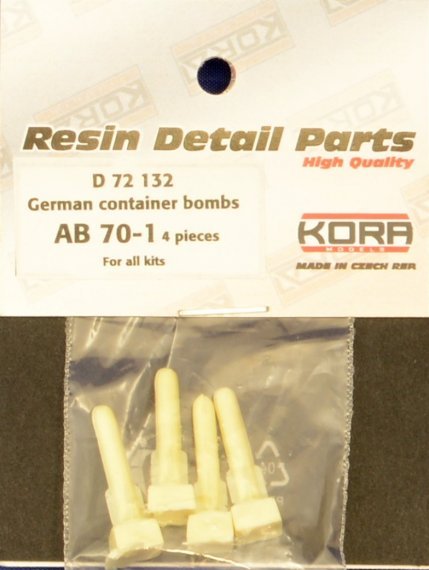 Resin Detail Parts
High Quality
D 72 132
German container bombs
AB 70-1 4 pieces
For all kits
KORA
MODELS
MADE IN CZECH REP.